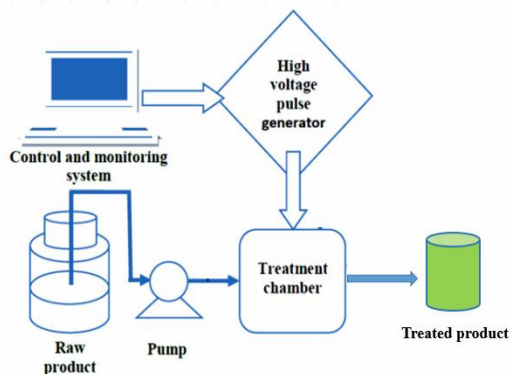 High
voltage
pulse
generator
Control and monitoring
system
Treatment
chamber
Raw
product
Pump
Treated product